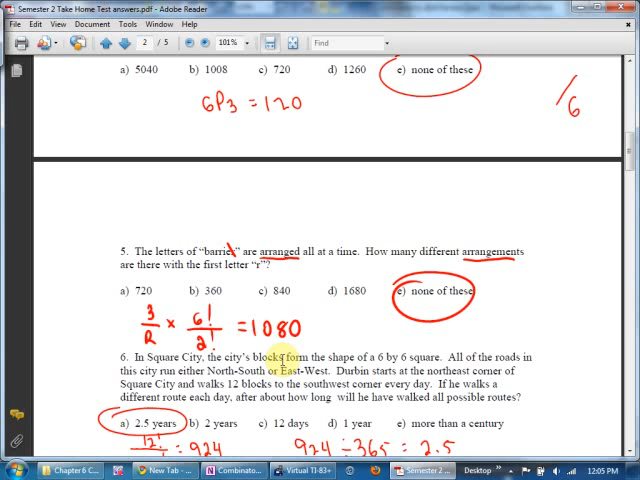 Semester 2 Take Home Test answers.pdf - Adobe Reader
File Edit View Document Tools Window Help
2 / 5 101% Find
a) 5040 b) 1008 c) 720 d) 1260 e) none of these
6P3 = 120
/6
5. The letters of "barrier" are arranged all at a time. How many different arrangements
are there with the first letter "r"?
a) 720 b) 360 c) 840 d) 1680 e) none of these
3/R × 6!/2! = 1080
6. In Square City, the city's blocks form the shape of a 6 by 6 square. All of the roads in
this city run either North-South or East-West. Durbin starts at the northeast corner of
Square City and walks 12 blocks to the southwest corner every day. If he walks a
different route each day, after about how long will he have walked all possible routes?
a) 2.5 years b) 2 years c) 12 days d) 1 year e) more than a century
12! = 924 924 ÷ 365 = 2.5
Chapter 6 C... New Tab - ... Combinato... Virtual TI-83+ Semester 2 ... Desktop 12:05 PM